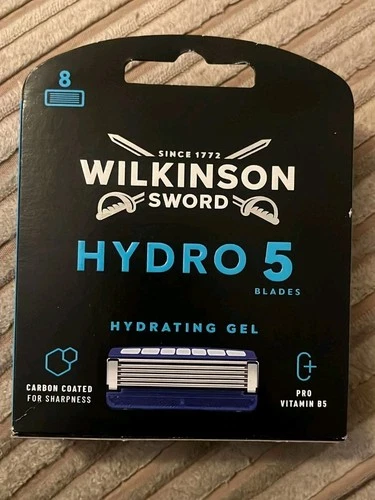 8
SINCE 1772
WILKINSON
SWORD
HYDRO 5
BLADES
HYDRATING GEL
CARBON COATED
FOR SHARPNESS
PRO
VITAMIN B5